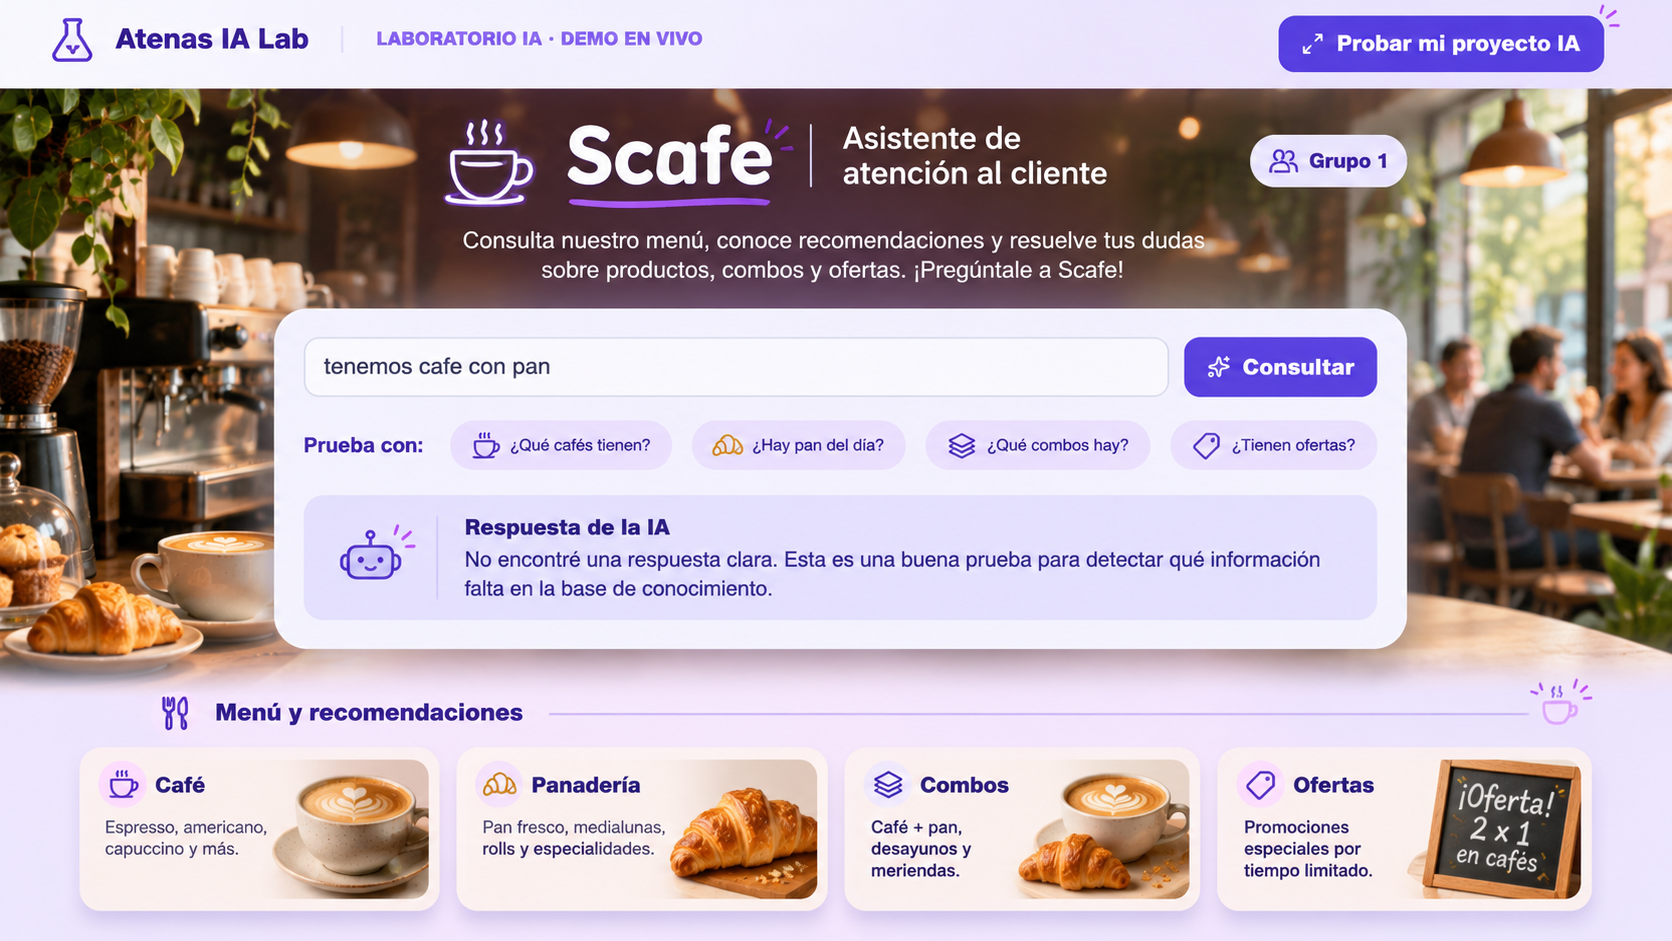 Atenas IA Lab
LABORATORIO IA · DEMO EN VIVO
Probar mi proyecto IA
Scafe
Asistente de
atención al cliente
Grupo 1
Consulta nuestro menú, conoce recomendaciones y resuelve tus dudas
sobre productos, combos y ofertas. ¡Pregúntale a Scafe!
tenemos cafe con pan
Consultar
Prueba con:
¿Qué cafés tienen?
¿Hay pan del día?
¿Qué combos hay?
¿Tienen ofertas?
Respuesta de la IA
No encontré una respuesta clara. Esta es una buena prueba para detectar qué información
falta en la base de conocimiento.
Menú y recomendaciones
Café
Espresso, americano,
capuccino y más.
Panadería
Pan fresco, medialunas,
rolls y especialidades.
Combos
Café + pan,
desayunos y
meriendas.
Ofertas
Promociones
especiales por
tiempo limitado.
¡Oferta!
2 x 1
en cafés